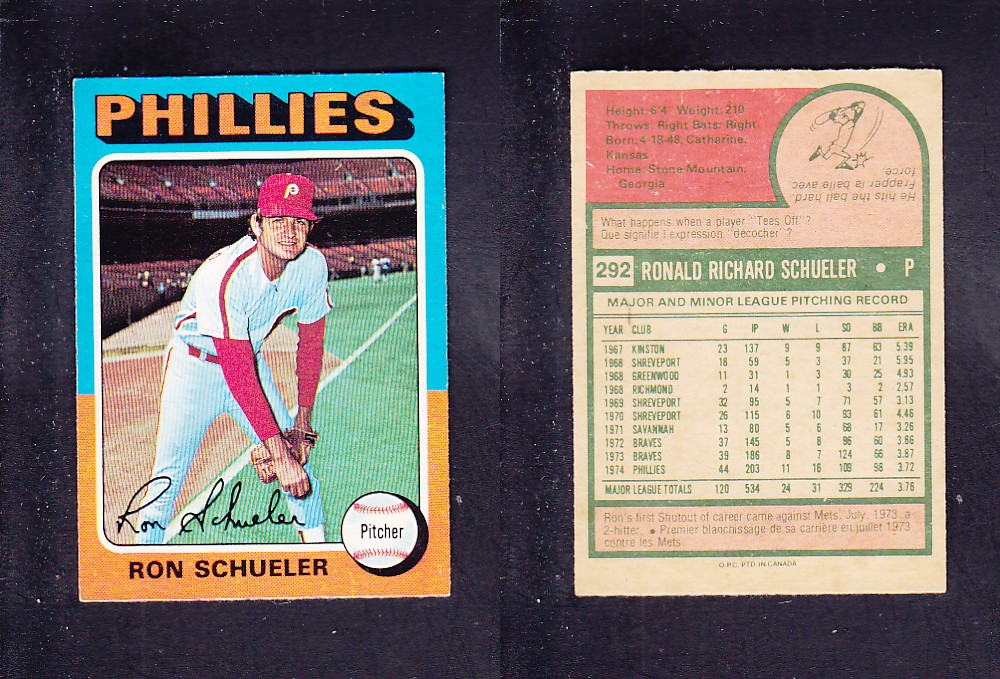 PHILLIES
P
Ron Schueler
Pitcher
RON SCHUELER
Height: 6'4 Weight: 210
Throws: Right Bats: Right
Born: 4-18-48, Catharine,
Kansas
Home: Stone Mountain,
Georgia
He hits the ball hard.
Frapper la balle avec
force
What happens when a player "Tees Off"?
Que signifie l'expression "décocher"?
292 RONALD RICHARD SCHUELER • P
MAJOR AND MINOR LEAGUE PITCHING RECORD
YEAR CLUB G IP W L SO BB ERA
1967 KINSTON 23 137 9 9 87 63 5.39
1968 SHREVEPORT 18 59 5 3 37 21 5.95
1968 GREENWOOD 11 31 1 3 30 25 4.93
1968 RICHMOND 2 14 1 1 3 2 2.57
1969 SHREVEPORT 32 95 5 7 71 57 3.13
1970 SHREVEPORT 26 115 6 10 93 61 4.46
1971 SAVANNAH 13 80 5 6 68 17 3.26
1972 BRAVES 37 145 5 8 96 60 3.66
1973 BRAVES 39 186 8 7 124 66 3.87
1974 PHILLIES 44 203 11 16 109 98 3.72
MAJOR LEAGUE TOTALS 120 534 24 31 329 224 3.76
Ron's first Shutout of career came against Mets, July, 1973, a
2-hitter. • Premier blanchissage de sa carrière en juillet 1973
contre les Mets.
O.P.C. PTD. IN CANADA